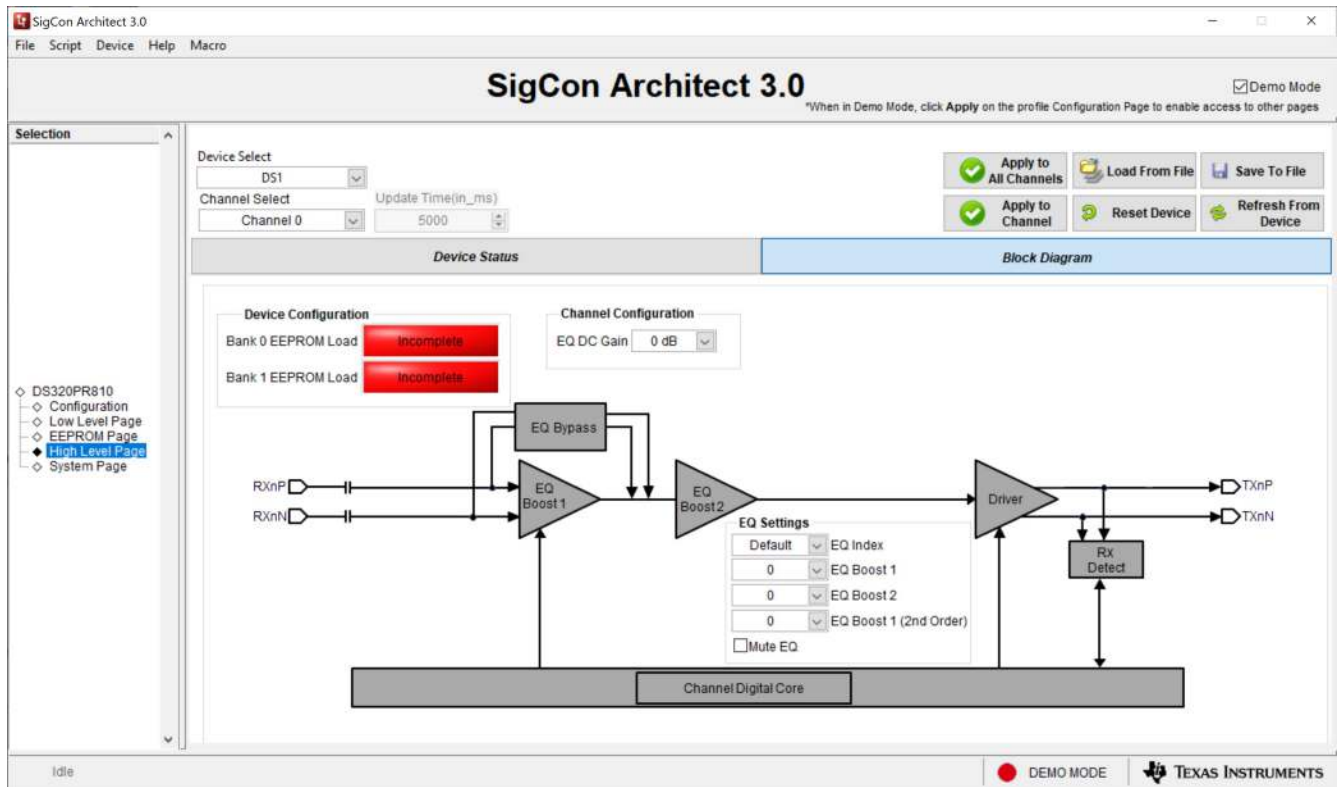 SigCon Architect 3.0
File Script Device Help Macro
SigCon Architect 3.0
Demo Mode
*When in Demo Mode, click Apply on the profile Configuration Page to enable access to other pages
Selection
DS320PR810
Configuration
Low Level Page
EEPROM Page
High Level Page
System Page
Device Select
DS1
Channel Select
Channel 0
Update Time(in_ms)
5000
Apply to
All Channels
Load From File
Save To File
Apply to
Channel
Reset Device
Refresh From
Device
Device Status
Block Diagram
Device Configuration
Bank 0 EEPROM Load Incomplete
Bank 1 EEPROM Load Incomplete
Channel Configuration
EQ DC Gain 0 dB
EQ Bypass
RXnP
RXnN
EQ
Boost 1
EQ
Boost 2
Driver
TXnP
TXnN
Rx
Detect
EQ Settings
Default EQ Index
0 EQ Boost 1
0 EQ Boost 2
0 EQ Boost 1 (2nd Order)
Mute EQ
Channel Digital Core
Idle
DEMO MODE
TEXAS INSTRUMENTS